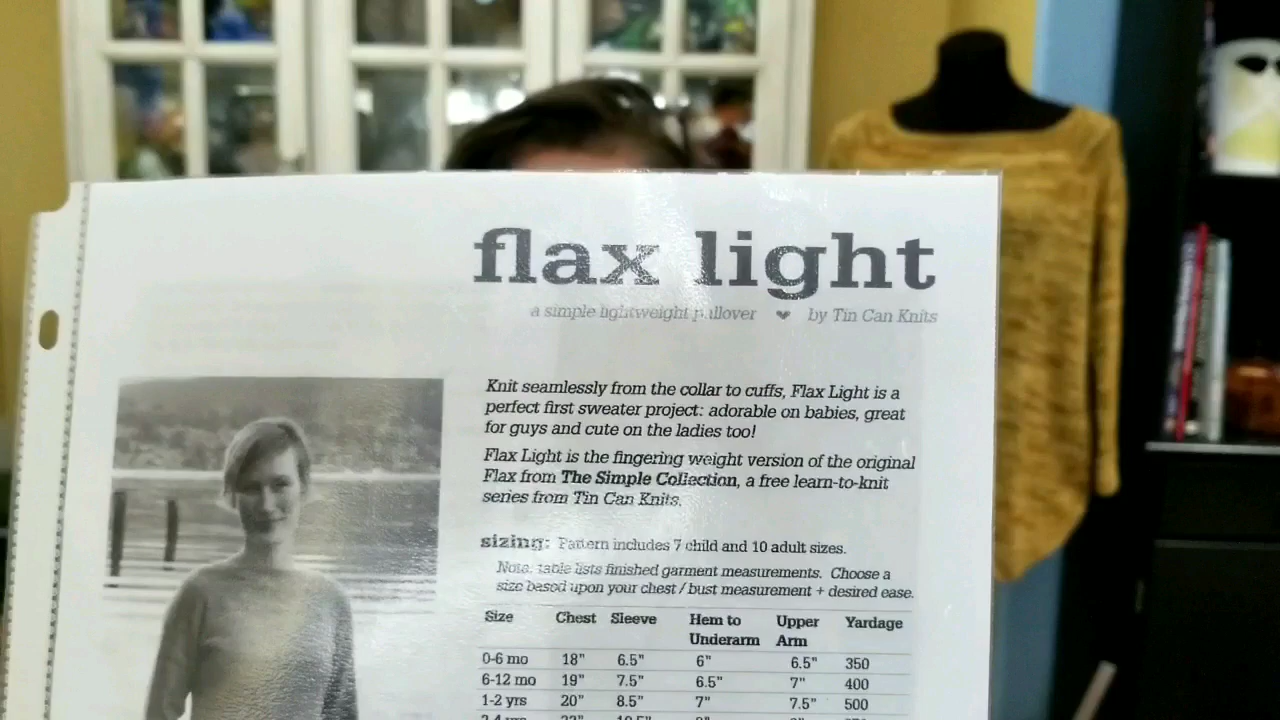 flax light
a simple lightweight pullover ♥ by Tin Can Knits
Knit seamlessly from the collar to cuffs, Flax Light is a
perfect first sweater project: adorable on babies, great
for guys and cute on the ladies too!
Flax Light is the fingering weight version of the original
Flax from The Simple Collection, a free learn-to-knit
series from Tin Can Knits.
sizing: Pattern includes 7 child and 10 adult sizes.
Note: table lists finished garment measurements. Choose a
size based upon your chest / bust measurement + desired ease.
Size Chest Sleeve Hem to Underarm Upper Arm Yardage
0-6 mo 18" 6.5" 6" 6.5" 350
6-12 mo 19" 7.5" 6.5" 7" 400
1-2 yrs 20" 8.5" 7" 7.5" 500